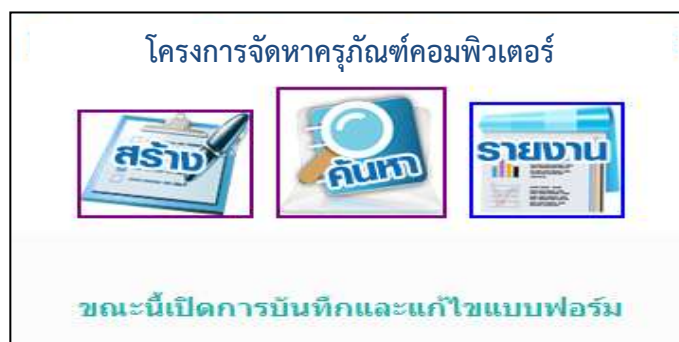 โครงการจัดหาครุภัณฑ์คอมพิวเตอร์
สร้าง ค้นหา รายงาน
ขณะนี้เปิดการบันทึกและแก้ไขแบบฟอร์ม